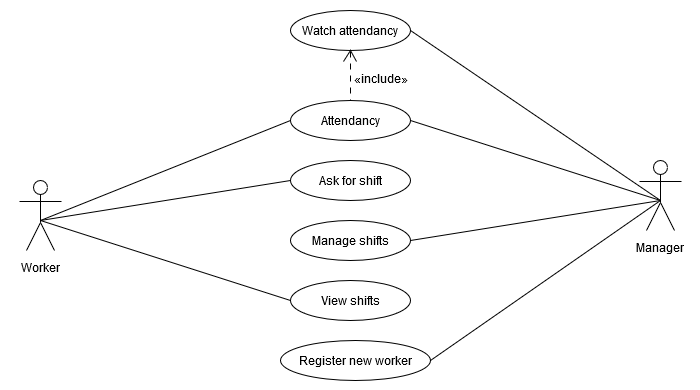 Watch attendancy
«include»
Attendancy
Ask for shift
Manage shifts
Manager
Worker
View shifts
Register new worker